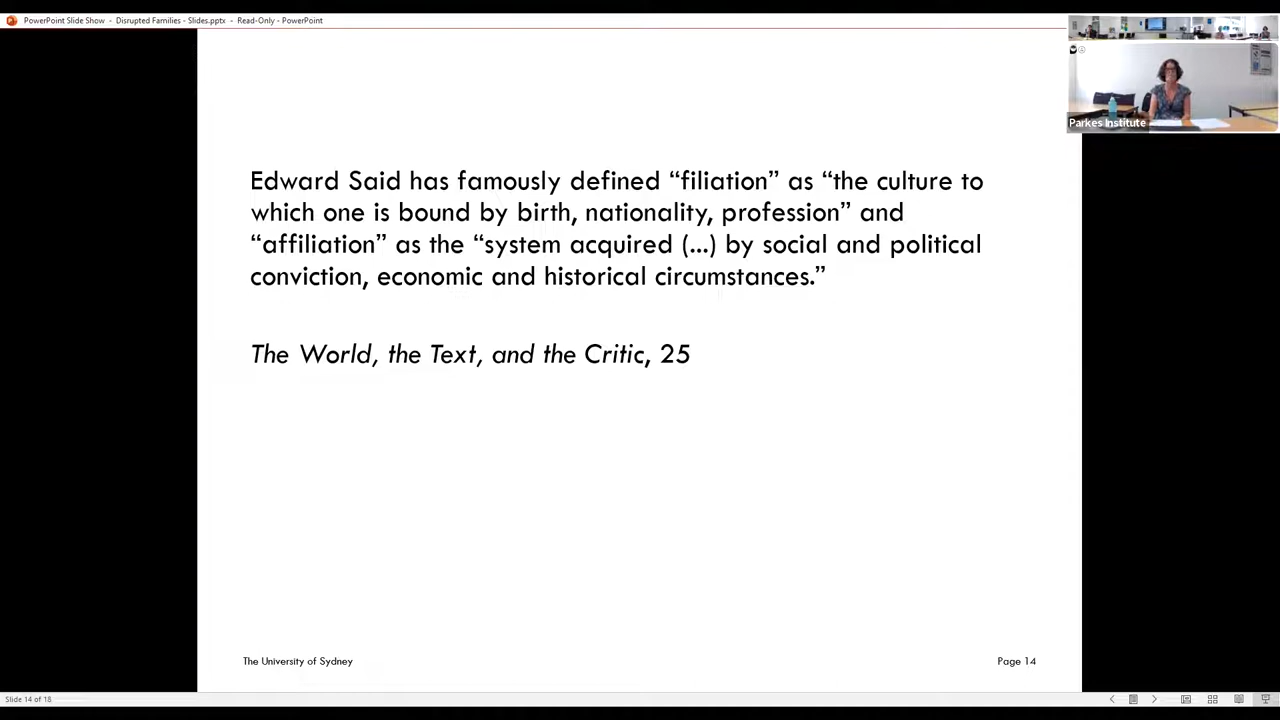 PowerPoint Slide Show - Disrupted Families - Slides.pptx - Read-Only - PowerPoint
Parkes Institute
Edward Said has famously defined “filiation” as “the culture to
which one is bound by birth, nationality, profession” and
“affiliation” as the “system acquired (...) by social and political
conviction, economic and historical circumstances.”
The World, the Text, and the Critic, 25
The University of Sydney
Page 14
Slide 14 of 18